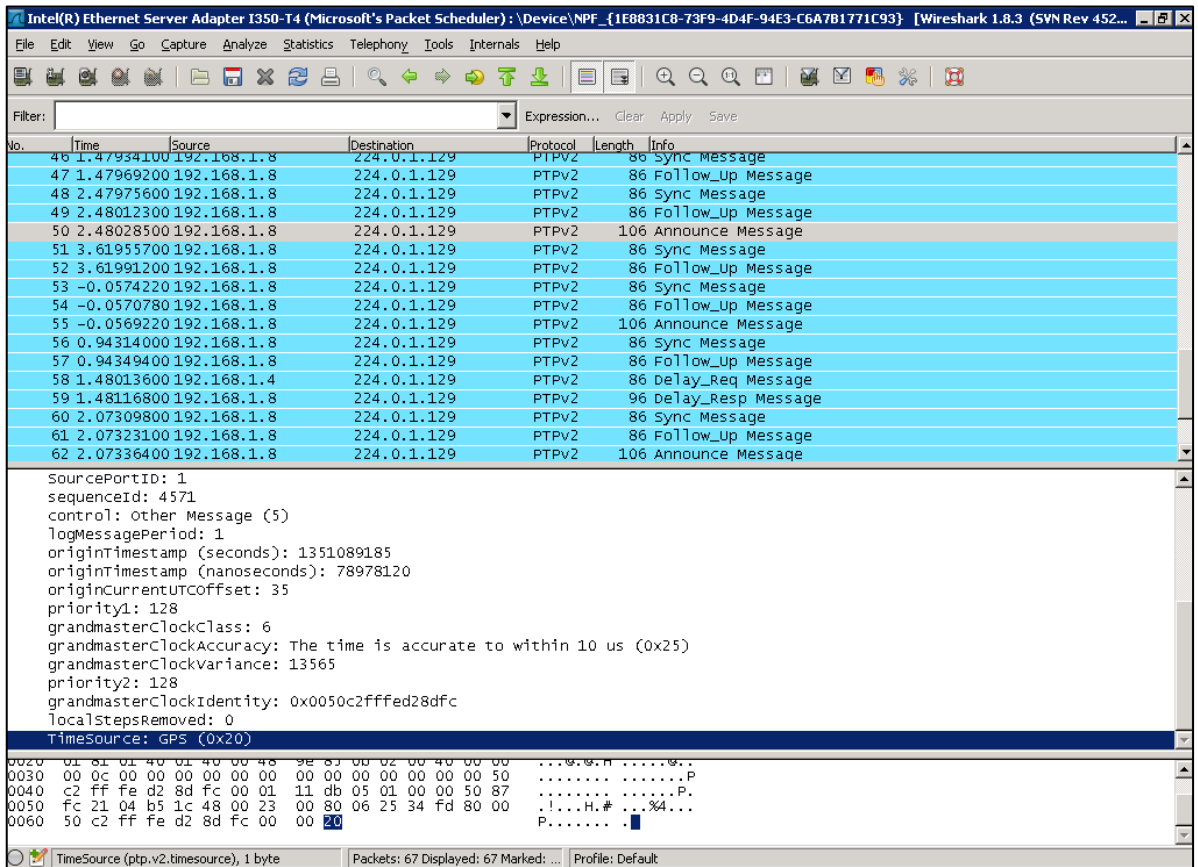 Intel(R) Ethernet Server Adapter I350-T4 (Microsoft's Packet Scheduler) : \Device\NPF_{1E8831C8-73F9-4D4F-94E3-C6A7B1771C93} [Wireshark 1.8.3 (SVN Rev 452...
File Edit View Go Capture Analyze Statistics Telephony Tools Internals Help
Filter: Expression... Clear Apply Save
No. Time Source Destination Protocol Length Info
46 1.47934100 192.168.1.8 224.0.1.129 PTPv2 86 Sync Message
47 1.47969200 192.168.1.8 224.0.1.129 PTPv2 86 Follow_Up Message
48 2.47975600 192.168.1.8 224.0.1.129 PTPv2 86 Sync Message
49 2.48012300 192.168.1.8 224.0.1.129 PTPv2 86 Follow_Up Message
50 2.48028500 192.168.1.8 224.0.1.129 PTPv2 106 Announce Message
51 3.61955700 192.168.1.8 224.0.1.129 PTPv2 86 Sync Message
52 3.61991200 192.168.1.8 224.0.1.129 PTPv2 86 Follow_Up Message
53 -0.0574220 192.168.1.8 224.0.1.129 PTPv2 86 Sync Message
54 -0.0570780 192.168.1.8 224.0.1.129 PTPv2 86 Follow_Up Message
55 -0.0569220 192.168.1.8 224.0.1.129 PTPv2 106 Announce Message
56 0.94314000 192.168.1.8 224.0.1.129 PTPv2 86 Sync Message
57 0.94349400 192.168.1.8 224.0.1.129 PTPv2 86 Follow_Up Message
58 1.48013600 192.168.1.4 224.0.1.129 PTPv2 86 Delay_Req Message
59 1.48116800 192.168.1.8 224.0.1.129 PTPv2 96 Delay_Resp Message
60 2.07309800 192.168.1.8 224.0.1.129 PTPv2 86 Sync Message
61 2.07323100 192.168.1.8 224.0.1.129 PTPv2 86 Follow_Up Message
62 2.07336400 192.168.1.8 224.0.1.129 PTPv2 106 Announce Message
SourcePortID: 1
sequenceId: 4571
control: Other Message (5)
logMessagePeriod: 1
originTimestamp (seconds): 1351089185
originTimestamp (nanoseconds): 78978120
originCurrentUTCOffset: 35
priority1: 128
grandmasterClockClass: 6
grandmasterClockAccuracy: The time is accurate to within 10 us (0x25)
grandmasterClockVariance: 13565
priority2: 128
grandmasterClockIdentity: 0x0050c2fffed28dfc
localStepsRemoved: 0
TimeSource: GPS (0x20)
0020 01 81 01 40 01 40 00 48 9e 85 0b 02 00 40 00 00 ...@.@.H .....@..
0030 00 0c 00 00 00 00 00 00 00 00 00 00 00 00 00 50 ........ .......P
0040 c2 ff fe d2 8d fc 00 01 11 db 05 01 00 00 50 87 ........ ......P.
0050 fc 21 04 b5 1c 48 00 23 00 80 06 25 34 fd 80 00 .!...H.# ...%4...
0060 50 c2 ff fe d2 8d fc 00 00 20 P....... .
TimeSource (ptp.v2.timesource), 1 byte Packets: 67 Displayed: 67 Marked: ... Profile: Default